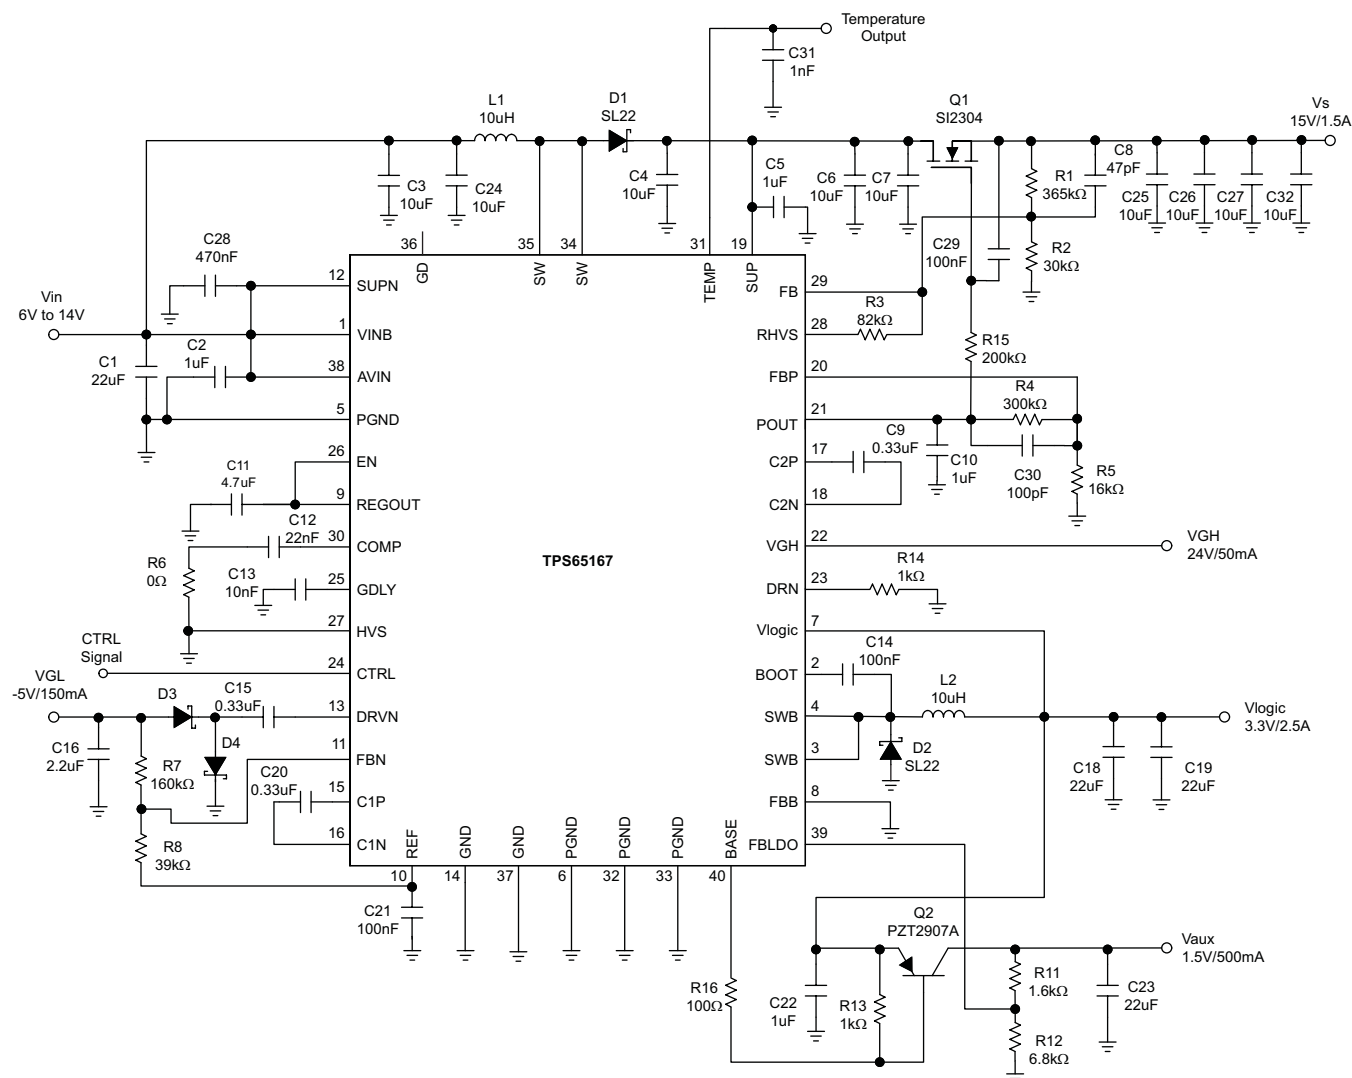 Temperature
Output
C31
1nF
L1
10uH
D1
SL22
Q1
SI2304
Vs
15V/1.5A
C3
10uF
C24
10uF
C4
10uF
C5
1uF
C6
10uF
C7
10uF
R1
365kΩ
C8
47pF
C25
10uF
C26
10uF
C27
10uF
C32
10uF
C28
470nF
36
35
34
31
19
GD
SW
SW
TEMP
SUP
C29
100nF
R2
30kΩ
Vin
6V to 14V
12
SUPN
FB
29
C1
22uF
C2
1uF
1
VINB
RHVS
28
R3
82kΩ
R15
200kΩ
38
AVIN
FBP
20
R4
300kΩ
5
PGND
POUT
21
C9
0.33uF
C10
1uF
C30
100pF
R5
16kΩ
26
EN
C2P
17
C11
4.7uF
9
REGOUT
C2N
18
C12
22nF
30
COMP
TPS65167
VGH
22
VGH
24V/50mA
R6
0Ω
C13
10nF
25
GDLY
DRN
23
R14
1kΩ
27
HVS
Vlogic
7
CTRL
Signal
24
CTRL
BOOT
2
C14
100nF
VGL
-5V/150mA
D3
C15
0.33uF
13
DRVN
SWB
4
L2
10uH
Vlogic
3.3V/2.5A
C16
2.2uF
R7
160kΩ
D4
11
FBN
SWB
3
D2
SL22
C18
22uF
C19
22uF
C20
0.33uF
15
C1P
FBB
8
R8
39kΩ
16
C1N
FBLDO
39
REF
GND
GND
PGND
PGND
PGND
BASE
10
14
37
6
32
33
40
C21
100nF
Q2
PZT2907A
Vaux
1.5V/500mA
R16
100Ω
C22
1uF
R13
1kΩ
R11
1.6kΩ
C23
22uF
R12
6.8kΩ